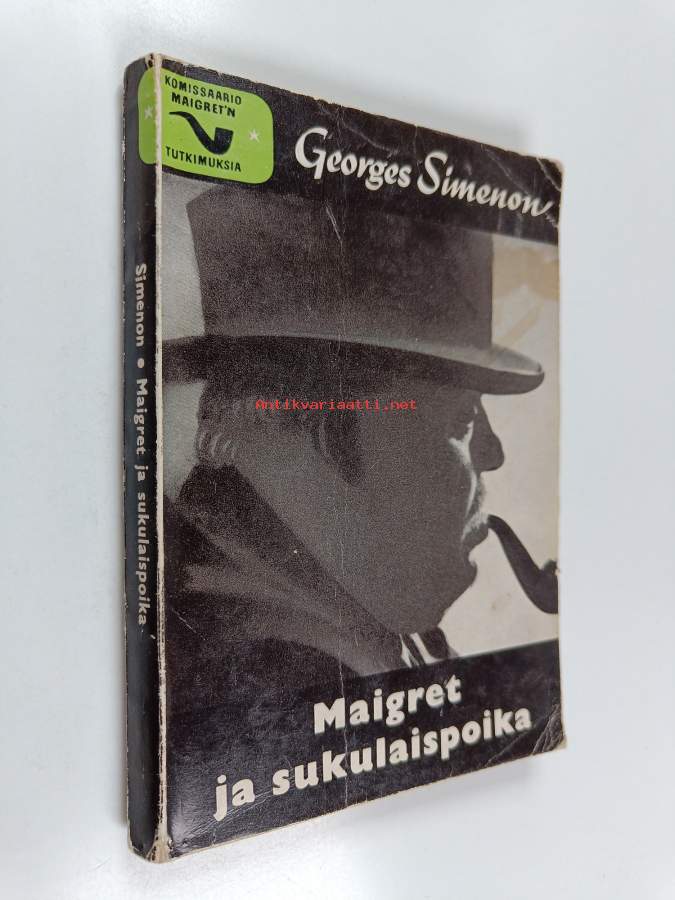 KOMISSAARIO
MAIGRET'N
TUTKIMUKSIA
Georges Simenon
Simenon • Maigret ja sukulaispoika
Antikvariaatti.net
Maigret
ja sukulaispoika